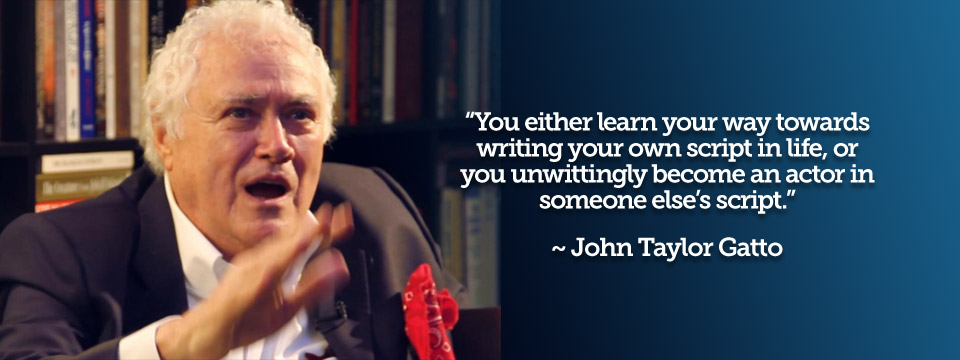 “You either learn your way towards
writing your own script in life, or
you unwittingly become an actor in
someone else’s script.”
~ John Taylor Gatto